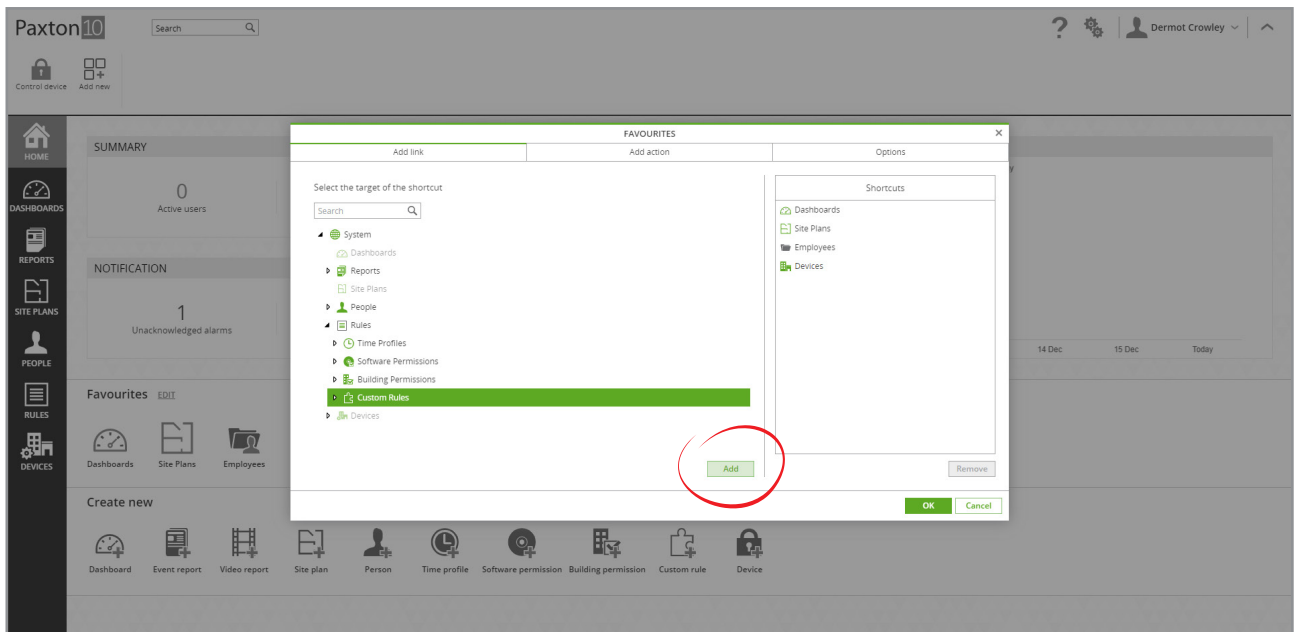 Paxton 10
Search
Dermot Crowley
Control device
Add new
HOME
DASHBOARDS
REPORTS
SITE PLANS
PEOPLE
RULES
DEVICES
SUMMARY
0
Active users
NOTIFICATION
1
Unacknowledged alarms
y
14 Dec 15 Dec Today
FAVOURITES
Add link Add action Options
Select the target of the shortcut
Search
System
Dashboards
Reports
Site Plans
People
Rules
Time Profiles
Software Permissions
Building Permissions
Custom Rules
Devices
Add
Shortcuts
Dashboards
Site Plans
Employees
Devices
Remove
OK Cancel
Favourites EDIT
Dashboards Site Plans Employees
Create new
Dashboard Event report Video report Site plan Person Time profile Software permission Building permission Custom rule Device